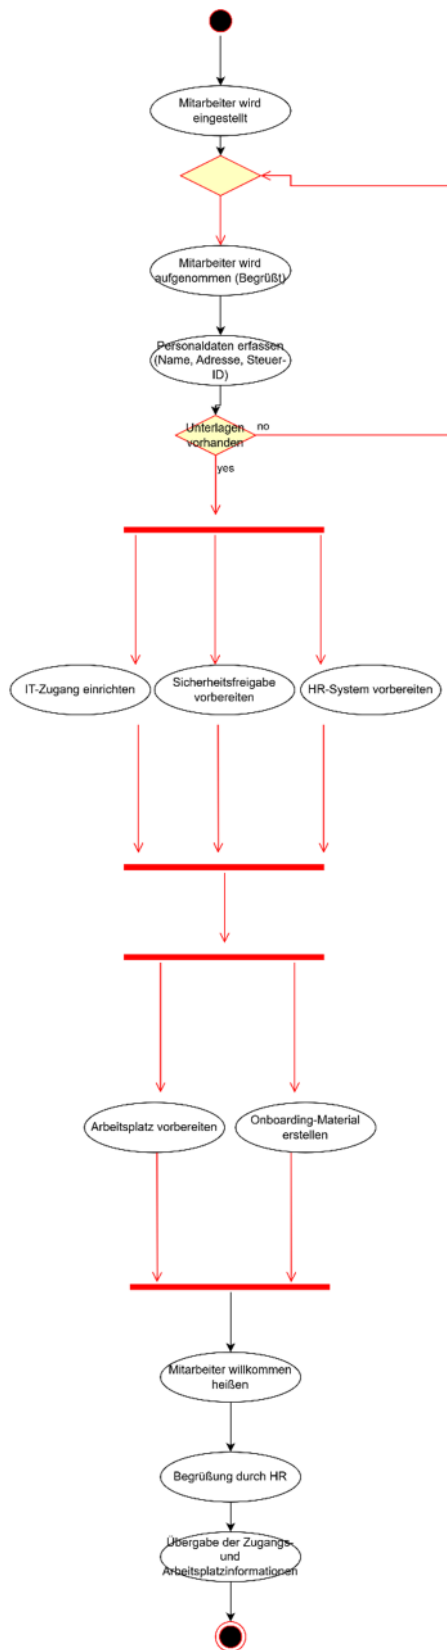 Mitarbeiter wird
eingestellt
Mitarbeiter wird
aufgenommen (Begrüßt)
Personaldaten erfassen
(Name, Adresse, Steuer-
ID)
Unterlagen
vorhanden
no
yes
IT-Zugang einrichten
Sicherheitsfreigabe
vorbereiten
HR-System vorbereiten
Arbeitsplatz vorbereiten
Onboarding-Material
erstellen
Mitarbeiter willkommen
heißen
Begrüßung durch HR
Übergabe der Zugangs-
und
Arbeitsplatzinformationen